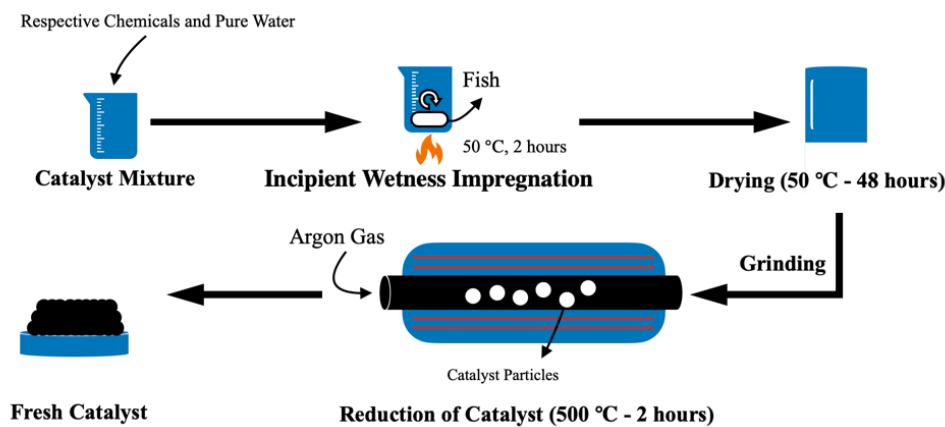 Respective Chemicals and Pure Water
Fish
50 °C, 2 hours
Catalyst Mixture
Incipient Wetness Impregnation
Drying (50 °C - 48 hours)
Argon Gas
Grinding
Catalyst Particles
Fresh Catalyst
Reduction of Catalyst (500 °C - 2 hours)